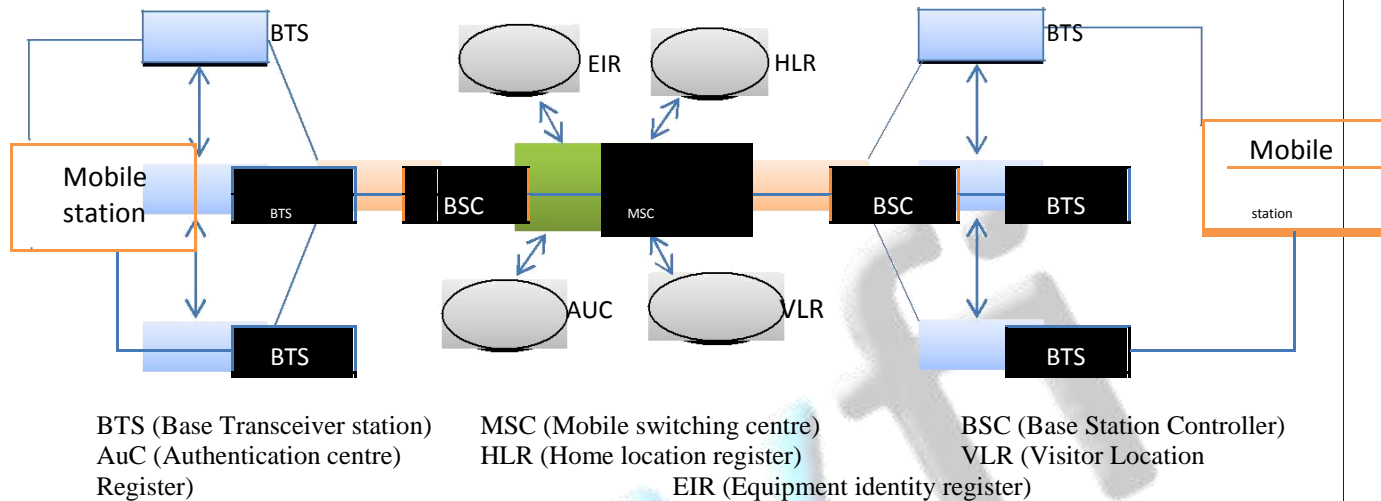 BTS
BTS
EIR
HLR
Mobile
station
BTS
BSC
MSC
BSC
BTS
Mobile
station
AUC
VLR
BTS
BTS
BTS (Base Transceiver station) MSC (Mobile switching centre) BSC (Base Station Controller)
AuC (Authentication centre) HLR (Home location register) VLR (Visitor Location
Register) EIR (Equipment identity register)